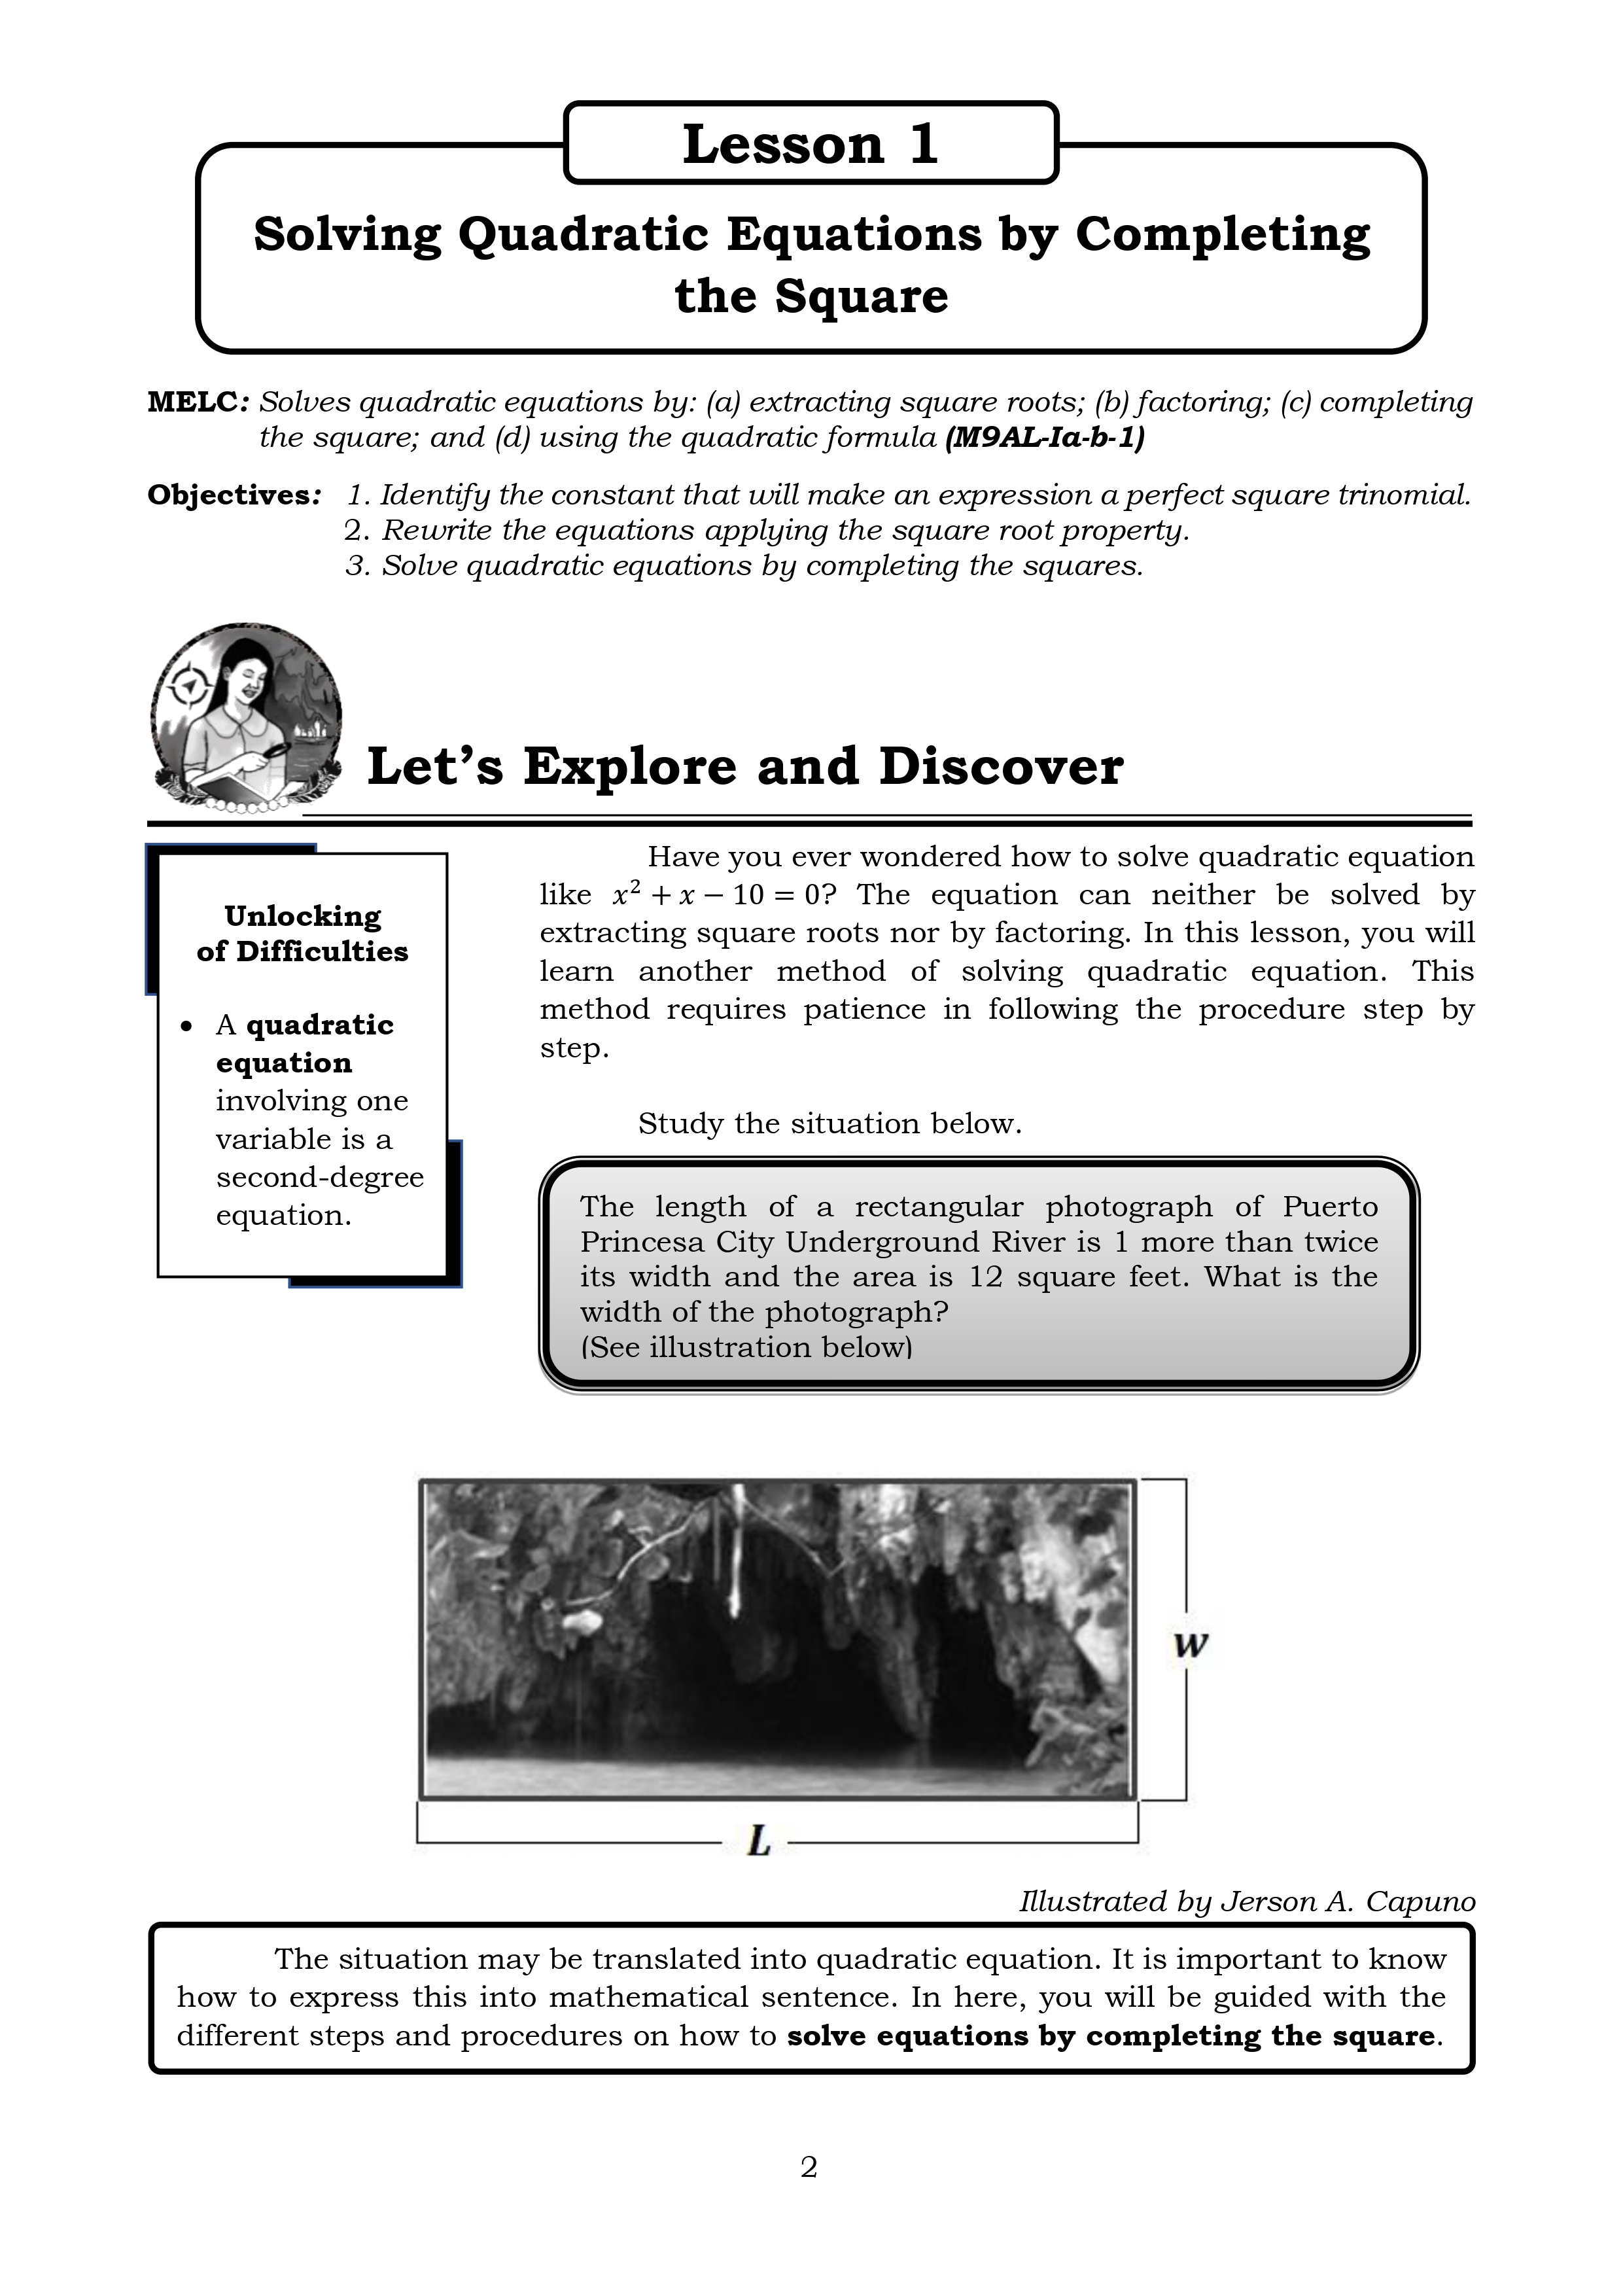 Lesson 1
Solving Quadratic Equations by Completing
the Square
MELC: Solves quadratic equations by: (a) extracting square roots; (b) factoring; (c) completing
the square; and (d) using the quadratic formula (M9AL-Ia-b-1)
Objectives: 1. Identify the constant that will make an expression a perfect square trinomial.
2. Rewrite the equations applying the square root property.
3. Solve quadratic equations by completing the squares.
Let's Explore and Discover
Unlocking
of Difficulties
• A quadratic
equation
involving one
variable is a
second-degree
equation.
Have you ever wondered how to solve quadratic equation
like x² + x − 10 = 0? The equation can neither be solved by
extracting square roots nor by factoring. In this lesson, you will
learn another method of solving quadratic equation. This
method requires patience in following the procedure step by
step.
Study the situation below.
The length of a rectangular photograph of Puerto
Princesa City Underground River is 1 more than twice
its width and the area is 12 square feet. What is the
width of the photograph?
(See illustration below)
W
L
Illustrated by Jerson A. Capuno
The situation may be translated into quadratic equation. It is important to know
how to express this into mathematical sentence. In here, you will be guided with the
different steps and procedures on how to solve equations by completing the square.
2